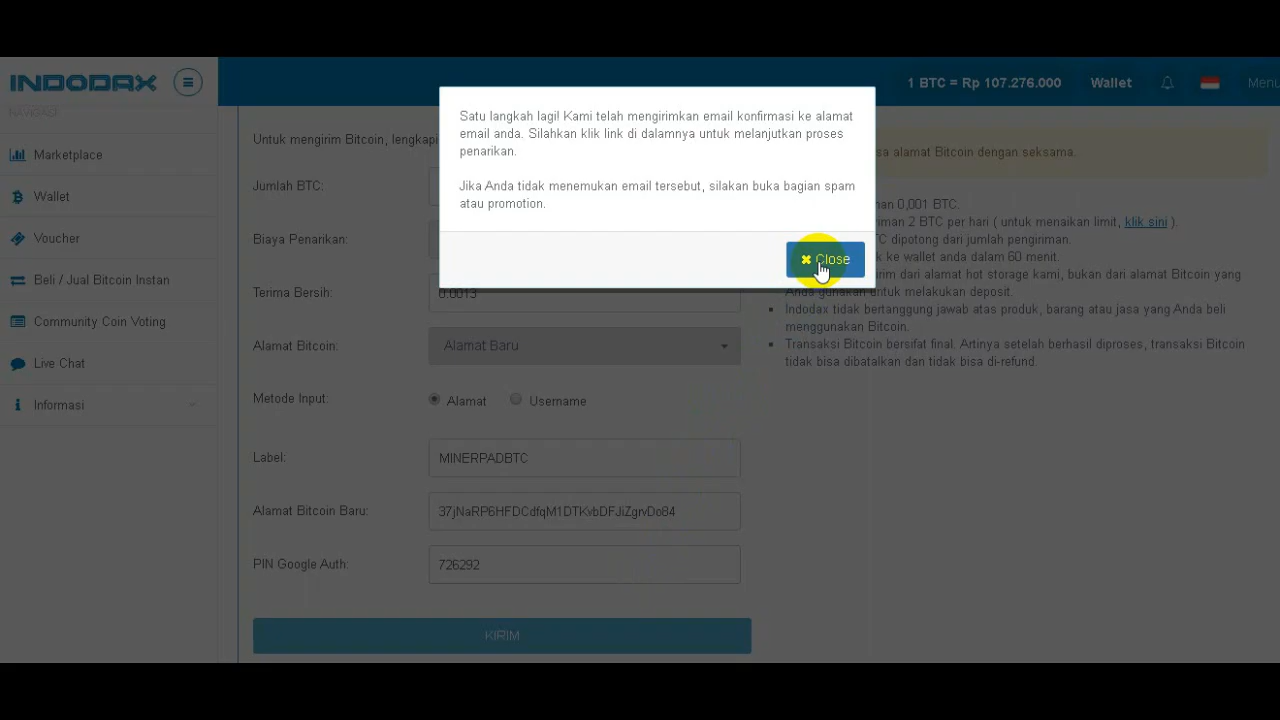 INDODAX
1 BTC = Rp 107.276.000
Wallet
Menu
NAVIGASI
Marketplace
Wallet
Voucher
Beli / Jual Bitcoin Instan
Community Coin Voting
Live Chat
Informasi
Satu langkah lagi! Kami telah mengirimkan email konfirmasi ke alamat
email anda. Silahkan klik link di dalamnya untuk melanjutkan proses
penarikan.
Jika Anda tidak menemukan email tersebut, silakan buka bagian spam
atau promotion.
Close
Untuk mengirim Bitcoin, lengkapi
Jumlah BTC:
Biaya Penarikan:
Terima Bersih:
0.0013
Alamat Bitcoin:
Alamat Baru
Metode Input:
Alamat
Username
Label:
MINERPADBTC
Alamat Bitcoin Baru:
37jNaRP6HFDCdfqM1DTKvbDFJiZgrvDo84
PIN Google Auth:
726292
KIRIM
alamat Bitcoin dengan seksama.
0,001 BTC.
2 BTC per hari ( untuk menaikan limit, klik sini ).
dipotong dari jumlah pengiriman.
ke wallet anda dalam 60 menit.
dari alamat hot storage kami, bukan dari alamat Bitcoin yang
Anda gunakan untuk melakukan deposit.
Indodax tidak bertanggung jawab atas produk, barang atau jasa yang Anda beli
menggunakan Bitcoin.
Transaksi Bitcoin bersifat final. Artinya setelah berhasil diproses, transaksi Bitcoin
tidak bisa dibatalkan dan tidak bisa di-refund.